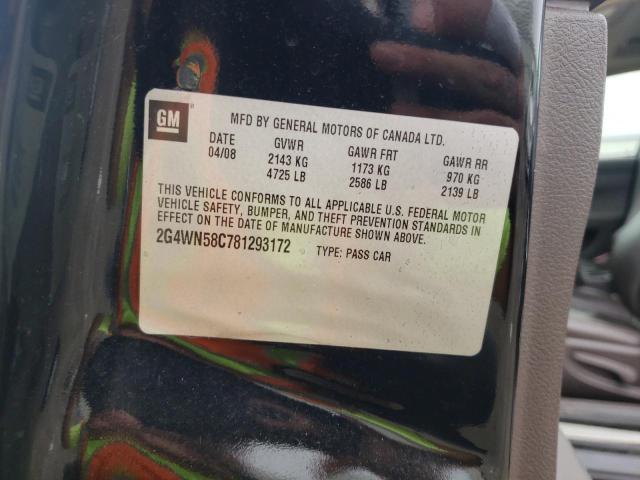 GM
MFD BY GENERAL MOTORS OF CANADA LTD.
DATE GVWR GAWR FRT GAWR RR
04/08 2143 KG 1173 KG 970 KG
4725 LB 2586 LB 2139 LB
THIS VEHICLE CONFORMS TO ALL APPLICABLE U.S. FEDERAL MOTOR
VEHICLE SAFETY, BUMPER, AND THEFT PREVENTION STANDARDS IN
EFFECT ON THE DATE OF MANUFACTURE SHOWN ABOVE.
2G4WN58C781293172 TYPE: PASS CAR